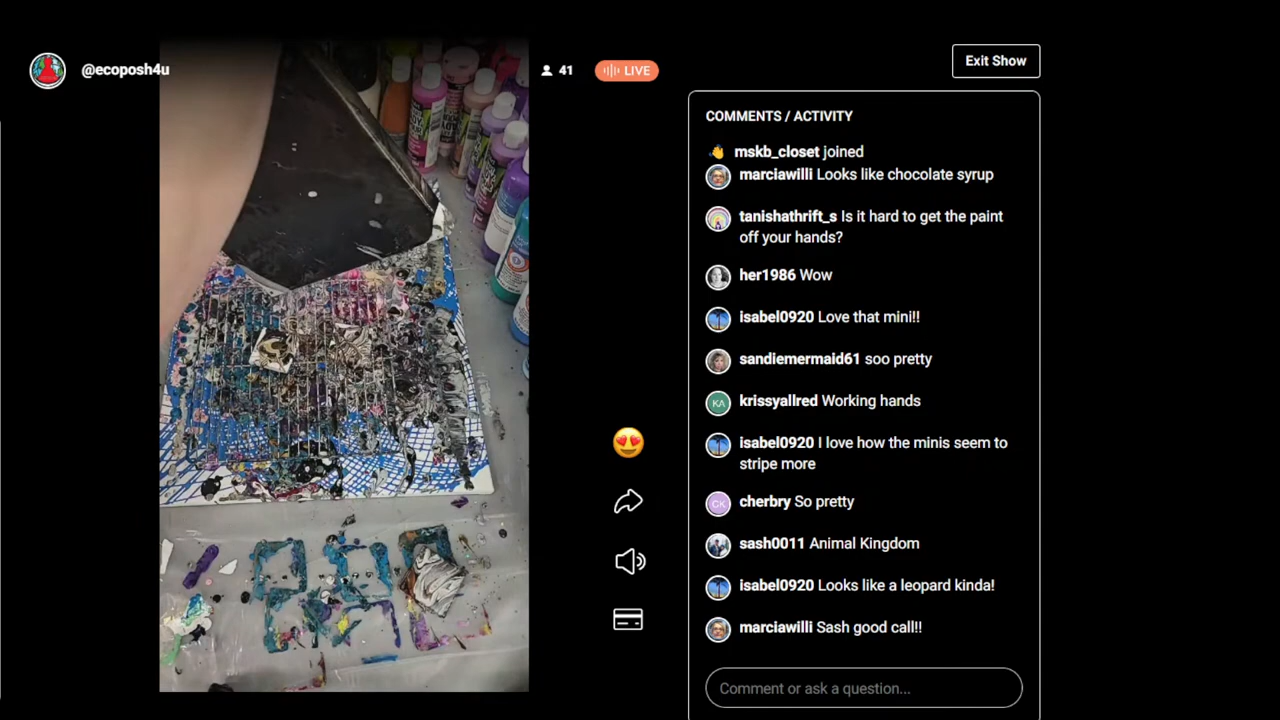 @ecoposh4u
41
LIVE
Exit Show
COMMENTS / ACTIVITY
mskb_closet joined
marciawilli Looks like chocolate syrup
tanishathrift_s Is it hard to get the paint
off your hands?
her1986 Wow
isabel0920 Love that mini!!
sandiemermaid61 soo pretty
KA
krissyallred Working hands
isabel0920 I love how the minis seem to
stripe more
CK
cherbry So pretty
sash0011 Animal Kingdom
isabel0920 Looks like a leopard kinda!
marciawilli Sash good call!!
Comment or ask a question...